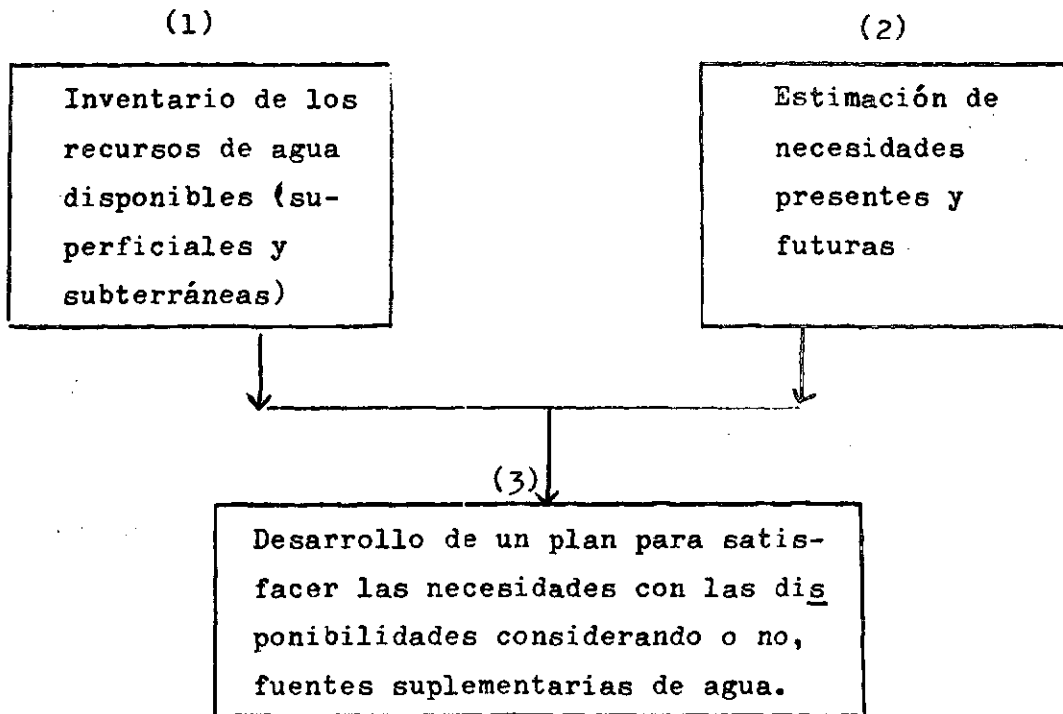 (1)
Inventario de los
recursos de agua
disponibles (su-
perficiales y
subterráneas)
(2)
Estimación de
necesidades
presentes y
futuras
(3)
Desarrollo de un plan para satis-
facer las necesidades con las dis
ponibilidades considerando o no,
fuentes suplementarias de agua.